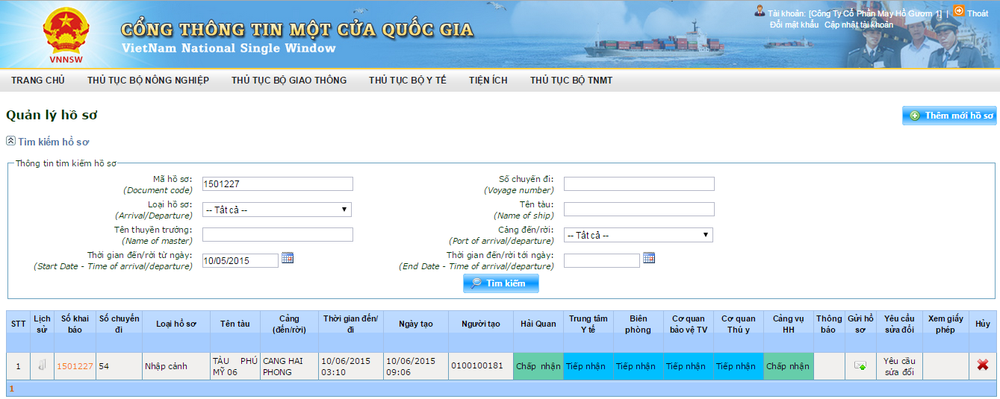 Tài khoản: [Công Ty Cổ Phần May Hồ Gươm 1] | Thoát
Đổi mật khẩu Cập nhật tài khoản
CỔNG THÔNG TIN MỘT CỬA QUỐC GIA
VietNam National Single Window
VNNSW
TRANG CHỦ THỦ TỤC BỘ NÔNG NGHIỆP THỦ TỤC BỘ GIAO THÔNG THỦ TỤC BỘ Y TẾ TIỆN ÍCH THỦ TỤC BỘ TNMT
Quản lý hồ sơ
Thêm mới hồ sơ
Tìm kiếm hồ sơ
Thông tin tìm kiếm hồ sơ
Mã hồ sơ:
(Document code)
1501227
Số chuyến đi:
(Voyage number)
Loại hồ sơ:
(Arrival/Departure)
-- Tất cả --
Tên tàu:
(Name of ship)
Tên thuyền trưởng:
(Name of master)
Cảng đến/rời:
(Port of arrival/departure)
-- Tất cả --
Thời gian đến/rời từ ngày:
(Start Date - Time of arrival/departure)
10/05/2015
Thời gian đến/rời tới ngày:
(End Date - Time of arrival/departure)
Tìm kiếm
STT
Lịch
sử
Số khai
báo
Số chuyến
đi
Loại hồ sơ
Tên tàu
Cảng
(đến/rời)
Thời gian đến/
đi
Ngày tạo
Người tạo
Hải Quan
Trung tâm
Y tế
Biên
phòng
Cơ quan
bảo vệ TV
Cơ quan
Thú y
Cảng vụ
HH
Thông
báo
Gửi hồ
sơ
Yêu cầu
sửa đổi
Xem giấy
phép
Hủy
1
1501227
54
Nhập cảnh
TÀU PHÚ
MỸ 06
CANG HAI
PHONG
10/06/2015
03:10
10/06/2015
09:06
0100100181
Chấp nhận
Tiếp nhận
Tiếp nhận
Tiếp nhận
Tiếp nhận
Chấp nhận
Yêu cầu
sửa đổi
1